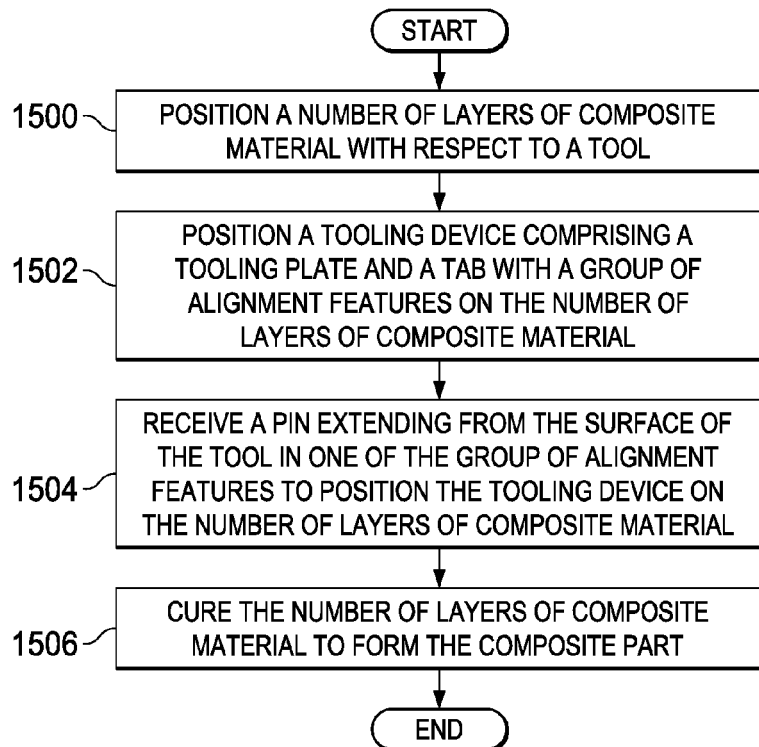 START
1500
POSITION A NUMBER OF LAYERS OF COMPOSITE
MATERIAL WITH RESPECT TO A TOOL
1502
POSITION A TOOLING DEVICE COMPRISING A
TOOLING PLATE AND A TAB WITH A GROUP OF
ALIGNMENT FEATURES ON THE NUMBER OF
LAYERS OF COMPOSITE MATERIAL
1504
RECEIVE A PIN EXTENDING FROM THE SURFACE OF
THE TOOL IN ONE OF THE GROUP OF ALIGNMENT
FEATURES TO POSITION THE TOOLING DEVICE ON
THE NUMBER OF LAYERS OF COMPOSITE MATERIAL
1506
CURE THE NUMBER OF LAYERS OF COMPOSITE
MATERIAL TO FORM THE COMPOSITE PART
END